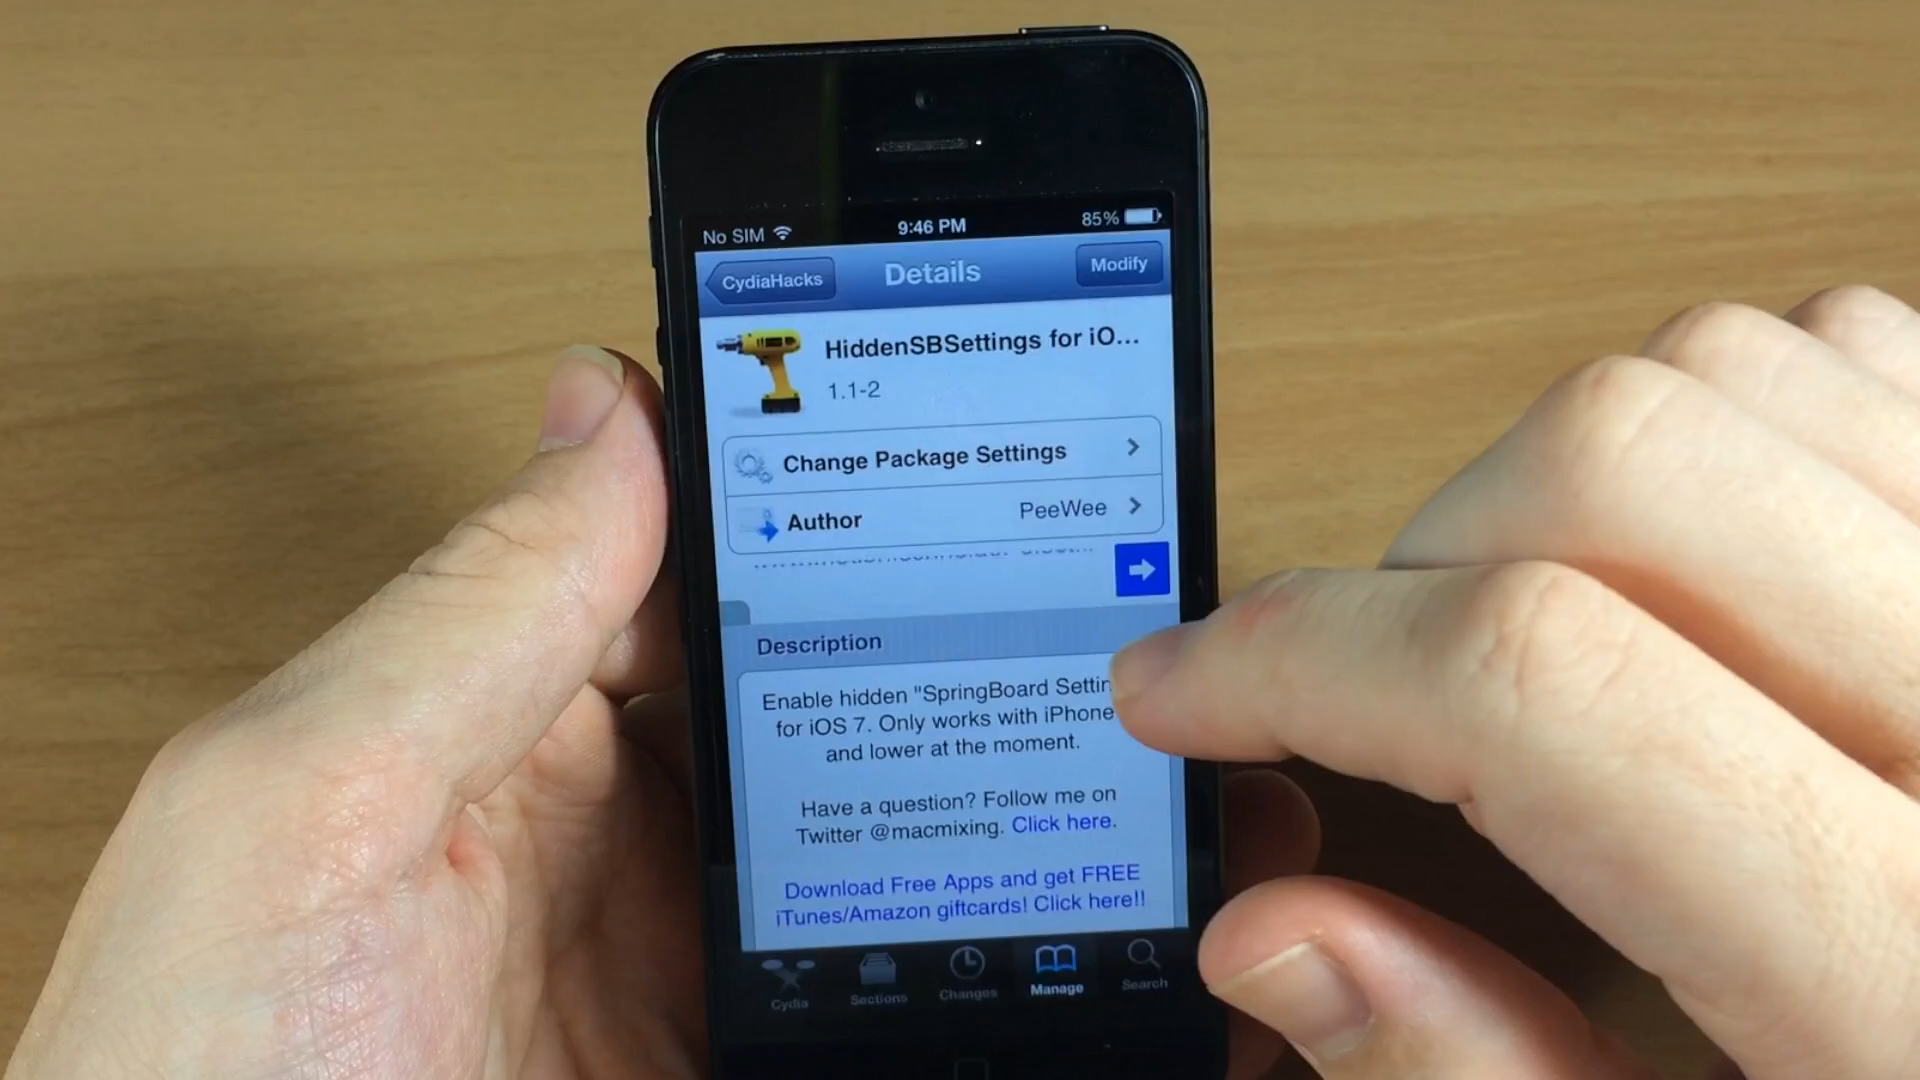 No SIM 9:46 PM 85%
CydiaHacks Details Modify
HiddenSBSettings for iO...
1.1-2
Change Package Settings
Author PeeWee
Description
Enable hidden "SpringBoard
for iOS 7. Only works with iPhone
and lower at the moment.
Have a question? Follow me on
Twitter @macmixing. Click here.
Download Free Apps and get FREE
iTunes/Amazon giftcards! Click here!!
Cydia Sections Changes Manage Search